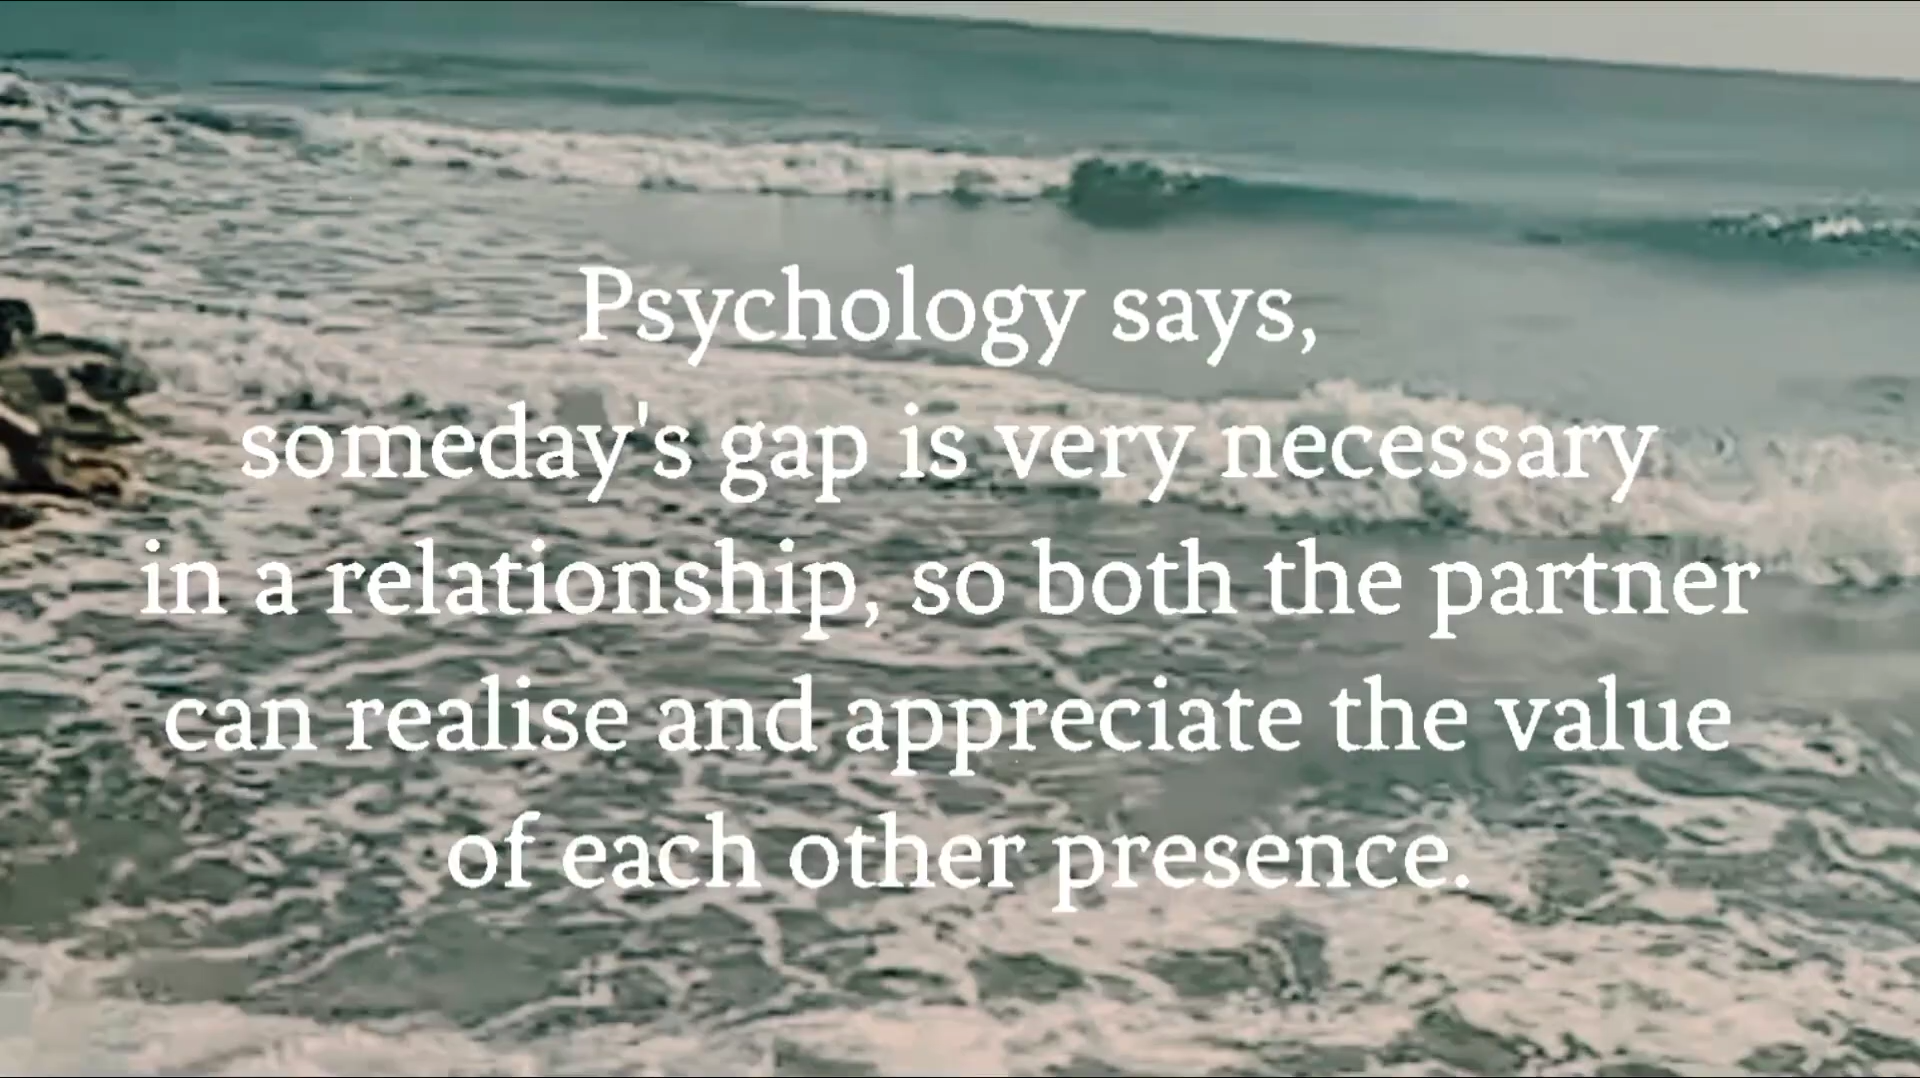 Psychology says,
someday's gap is very necessary
in a relationship, so both the partner
can realise and appreciate the value
of each other presence.